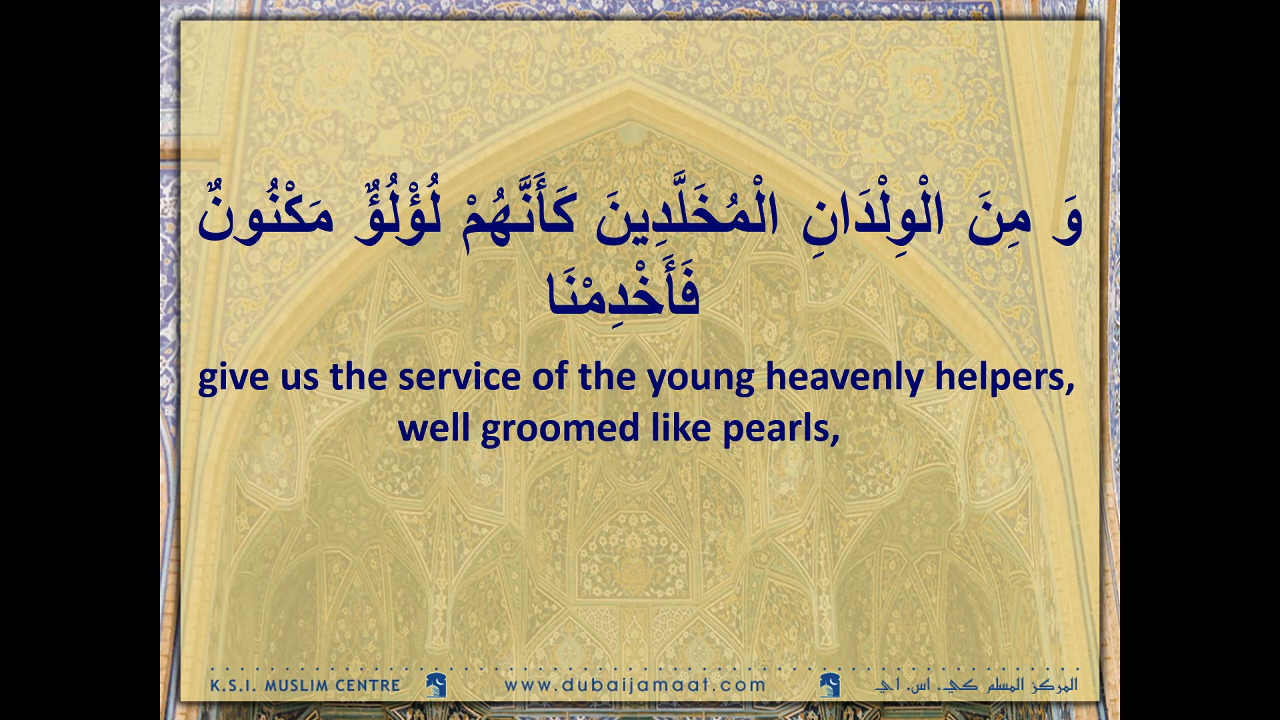 وَ مِنَ الْوِلْدَانِ الْمُخَلَّدِينَ كَأَنَّهُمْ لُؤْلُؤٌ مَكْنُونٌ
فَأَخْدِمْنَا
give us the service of the young heavenly helpers,
well groomed like pearls,
K.S.I. MUSLIM CENTRE www.dubaijamaat.com المركز المسلم كي. اس. اي